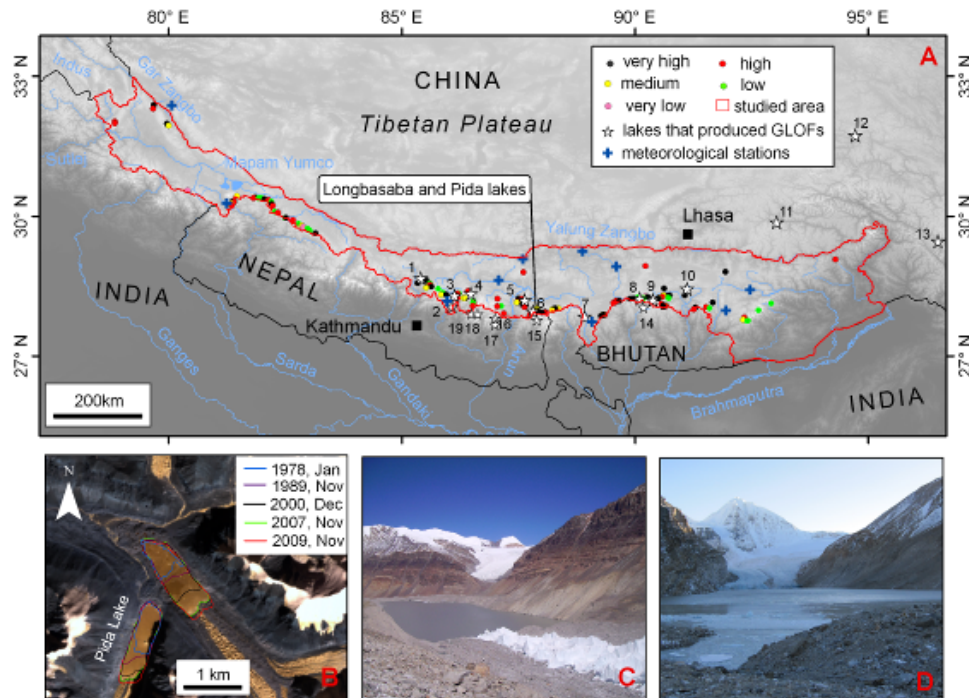 80° E
85° E
90° E
95° E
A
33° N
30° N
27° N
33° N
30° N
27° N
very high
high
medium
low
very low
studied area
lakes that produced GLOFs
meteorological stations
CHINA
Tibetan Plateau
Indus
Gar Zangbo
Mapam Yumco
Longbasaba and Pida lakes
Yalung Zangbo
Lhasa
12
11
13
1
2
3
4
5
6
7
8
9
10
14
15
16
17
18
19
NEPAL
INDIA
Kathmandu
BHUTAN
INDIA
Ganges
Sarda
Gandaki
Arun
Brahmaputra
200km
N
1978, Jan
1989, Nov
2000, Dec
2007, Nov
2009, Nov
Pida Lake
1 km
B
C
D